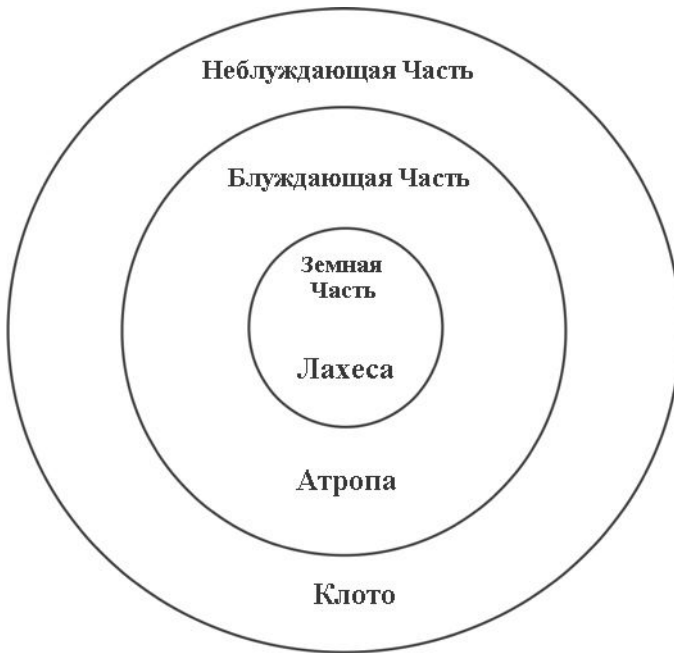 Неблуждающая Часть
Блуждающая Часть
Земная
Часть
Лахеса
Атропа
Клото